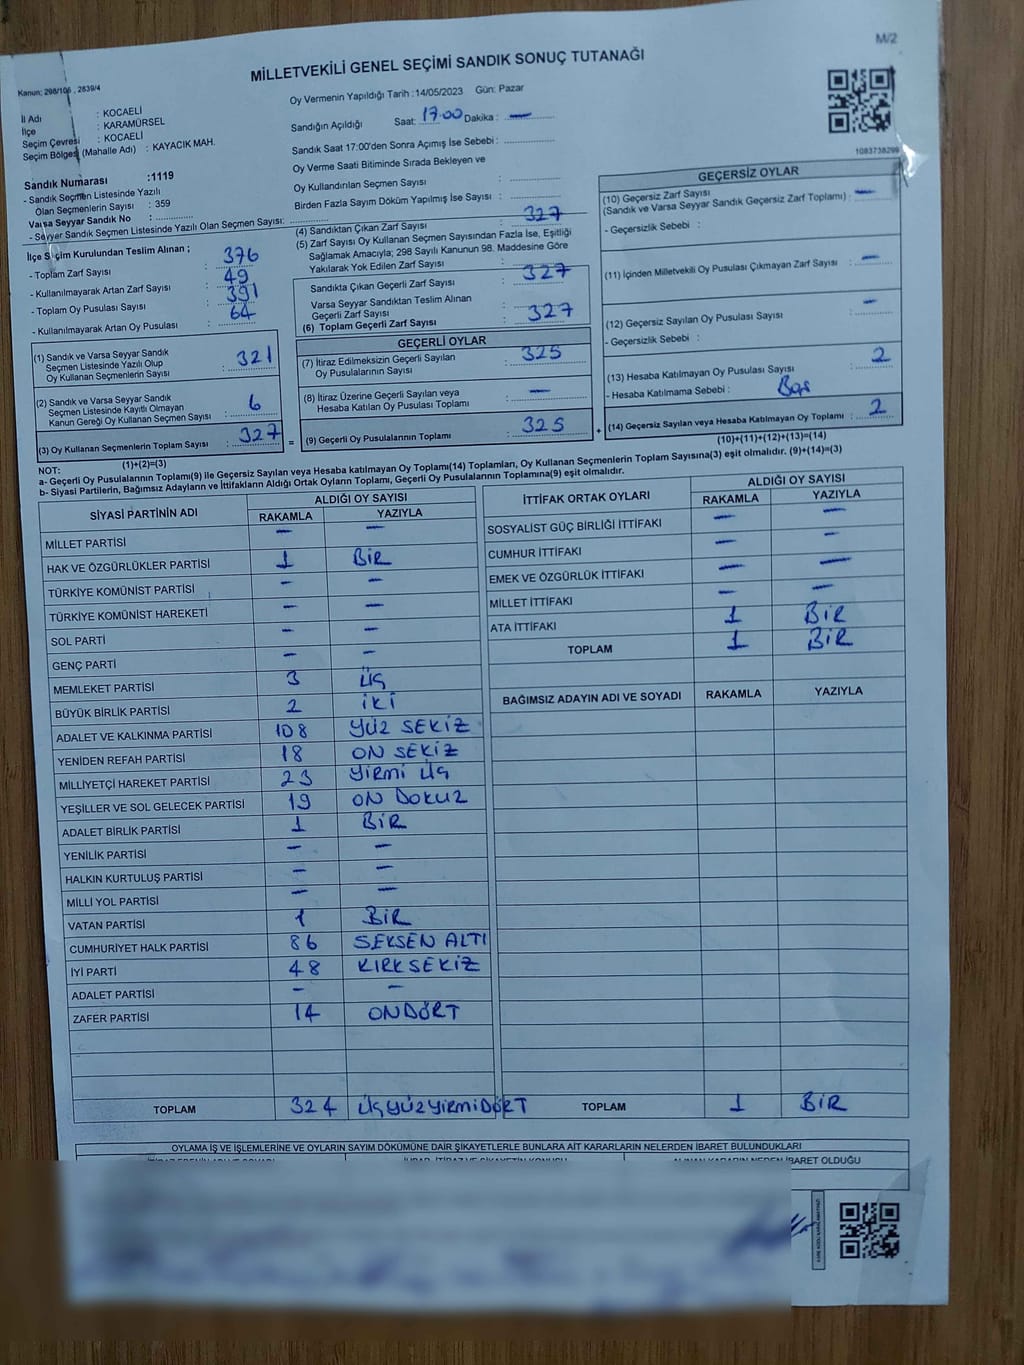 M/2
MİLLETVEKİLİ GENEL SEÇİMİ SANDIK SONUÇ TUTANAĞI
Kanun: 298/106 , 2839/4
Oy Vermenin Yapıldığı Tarih :14/05/2023 Gün: Pazar
İl Adı : KOCAELİ
İlçe : KARAMÜRSEL
Seçim Çevresi : KOCAELİ
Seçim Bölgesi (Mahalle Adı) : KAYACIK MAH.
Sandık Numarası :1119
- Sandık Seçmen Listesinde Yazılı
Olan Seçmenlerin Sayısı : 359
Varsa Seyyar Sandık No :
- Seyyar Sandık Seçmen Listesinde Yazılı Olan Seçmen Sayısı:
Sandığın Açıldığı Saat: 17.00 Dakika : —
Sandık Saat 17:00'den Sonra Açımış İse Sebebi :
Oy Verme Saati Bitiminde Sırada Bekleyen ve
Oy Kullandırılan Seçmen Sayısı :
Birden Fazla Sayım Döküm Yapılmış İse Sayısı :
1083738299
İlçe Seçim Kurulundan Teslim Alınan ;
- Toplam Zarf Sayısı : 376
- Kullanılmayarak Artan Zarf Sayısı : 49
- Toplam Oy Pusulası Sayısı : 391
- Kullanılmayarak Artan Oy Pusulası : 64
(1) Sandık ve Varsa Seyyar Sandık
Seçmen Listesinde Yazılı Olup
Oy Kullanan Seçmenlerin Sayısı : 321
(2) Sandık ve Varsa Seyyar Sandık
Seçmen Listesinde Kayıtlı Olmayan
Kanun Gereği Oy Kullanan Seçmen Sayısı : 6
(3) Oy Kullanan Seçmenlerin Toplam Sayısı : 327
(1)+(2)=(3)
(4) Sandıktan Çıkan Zarf Sayısı : 327
(5) Zarf Sayısı Oy Kullanan Seçmen Sayısından Fazla İse, Eşitliği
Sağlamak Amacıyla; 298 Sayılı Kanunun 98. Maddesine Göre
Yakılarak Yok Edilen Zarf Sayısı :
Sandıkta Çıkan Geçerli Zarf Sayısı : 327
Varsa Seyyar Sandıktan Teslim Alınan
Geçerli Zarf Sayısı :
(6) Toplam Geçerli Zarf Sayısı : 327
GEÇERLİ OYLAR
(7) İtiraz Edilmeksizin Geçerli Sayılan
Oy Pusulalarının Sayısı : 325
(8) İtiraz Üzerine Geçerli Sayılan veya
Hesaba Katılan Oy Pusulası Toplamı : —
= (9) Geçerli Oy Pusulalarının Toplamı : 325 +
GEÇERSİZ OYLAR
(10) Geçersiz Zarf Sayısı
(Sandık ve Varsa Seyyar Sandık Geçersiz Zarf Toplamı) : —
- Geçersizlik Sebebi :
(11) İçinden Milletvekili Oy Pusulası Çıkmayan Zarf Sayısı : —
(12) Geçersiz Sayılan Oy Pusulası Sayısı : —
- Geçersizlik Sebebi :
(13) Hesaba Katılmayan Oy Pusulası Sayısı : 2
- Hesaba Katılmama Sebebi : Boş
(14) Geçersiz Sayılan veya Hesaba Katılmayan Oy Toplamı : 2
(10)+(11)+(12)+(13)=(14)
NOT:
a- Geçerli Oy Pusulalarının Toplamı(9) ile Geçersiz Sayılan veya Hesaba katılmayan Oy Toplamı(14) Toplamları, Oy Kullanan Seçmenlerin Toplam Sayısına(3) eşit olmalıdır. (9)+(14)=(3)
b- Siyasi Partilerin, Bağımsız Adayların ve İttifakların Aldığı Ortak Oyların Toplamı, Geçerli Oy Pusulalarının Toplamına(9) eşit olmalıdır.
SİYASİ PARTİNİN ADI ALDIĞI OY SAYISI
RAKAMLA YAZIYLA
MİLLET PARTİSİ — —
HAK VE ÖZGÜRLÜKLER PARTİSİ 1 BİR
TÜRKİYE KOMÜNİST PARTİSİ — —
TÜRKİYE KOMÜNİST HAREKETİ — —
SOL PARTİ — —
GENÇ PARTİ — —
MEMLEKET PARTİSİ 3 ÜÇ
BÜYÜK BİRLİK PARTİSİ 2 İKİ
ADALET VE KALKINMA PARTİSİ 108 YÜZ SEKİZ
YENİDEN REFAH PARTİSİ 18 ON SEKİZ
MİLLİYETÇİ HAREKET PARTİSİ 23 YİRMİ ÜÇ
YEŞİLLER VE SOL GELECEK PARTİSİ 19 ON DOKUZ
ADALET BİRLİK PARTİSİ 1 BİR
YENİLİK PARTİSİ — —
HALKIN KURTULUŞ PARTİSİ — —
MİLLİ YOL PARTİSİ — —
VATAN PARTİSİ 1 BİR
CUMHURİYET HALK PARTİSİ 86 SEKSEN ALTI
İYİ PARTİ 48 KIRK SEKİZ
ADALET PARTİSİ — —
ZAFER PARTİSİ 14 ON DÖRT
TOPLAM 324 ÜÇ YÜZ YİRMİ DÖRT
İTTİFAK ORTAK OYLARI ALDIĞI OY SAYISI
RAKAMLA YAZIYLA
SOSYALİST GÜÇ BİRLİĞİ İTTİFAKI — —
CUMHUR İTTİFAKI — —
EMEK VE ÖZGÜRLÜK İTTİFAKI — —
MİLLET İTTİFAKI — —
ATA İTTİFAKI 1 BİR
TOPLAM 1 BİR
BAĞIMSIZ ADAYIN ADI VE SOYADI RAKAMLA YAZIYLA
TOPLAM 1 BİR
OYLAMA İŞ VE İŞLEMLERİNE VE OYLARIN SAYIM DÖKÜMÜNE DAİR ŞİKAYETLERLE BUNLARA AİT KARARLARIN NELERDEN İBARET BULUNDUKLARI
İBARET OLDUĞU